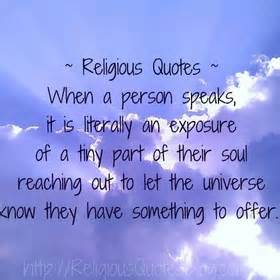 ~ Religious Quotes ~
When a person speaks,
it is literally an exposure
of a tiny part of their soul
reaching out to let the universe
know they have something to offer.